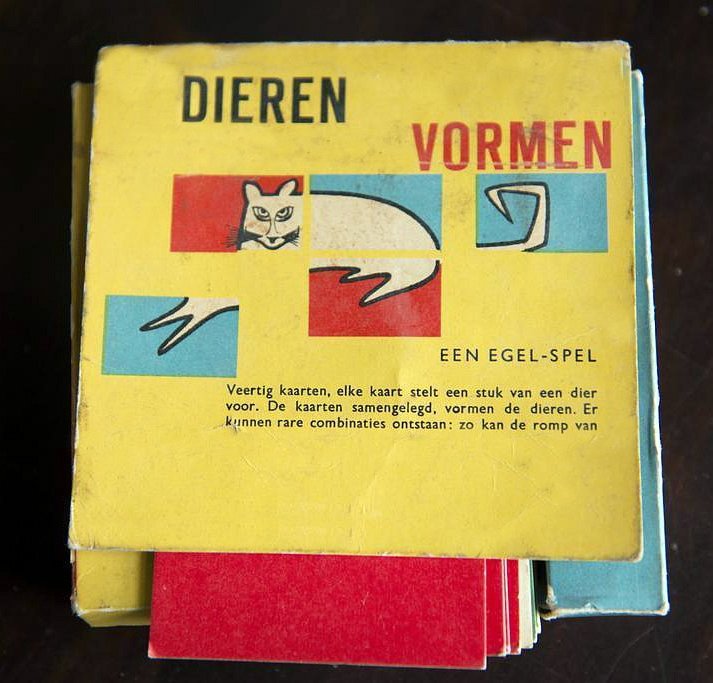 DIEREN
VORMEN
EEN EGEL-SPEL
Veertig kaarten, elke kaart stelt een stuk van een dier
voor. De kaarten samengelegd, vormen de dieren. Er
kunnen rare combinaties ontstaan: zo kan de romp van